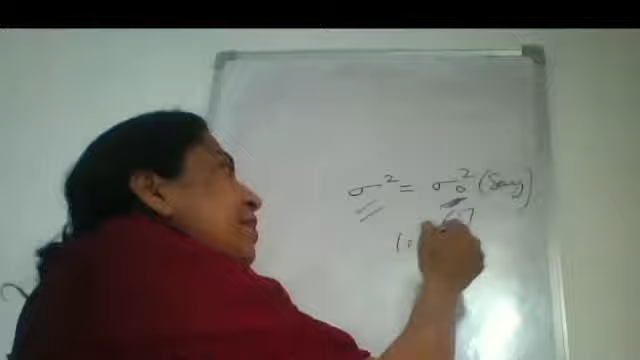 σ² = σ₀² (Say)